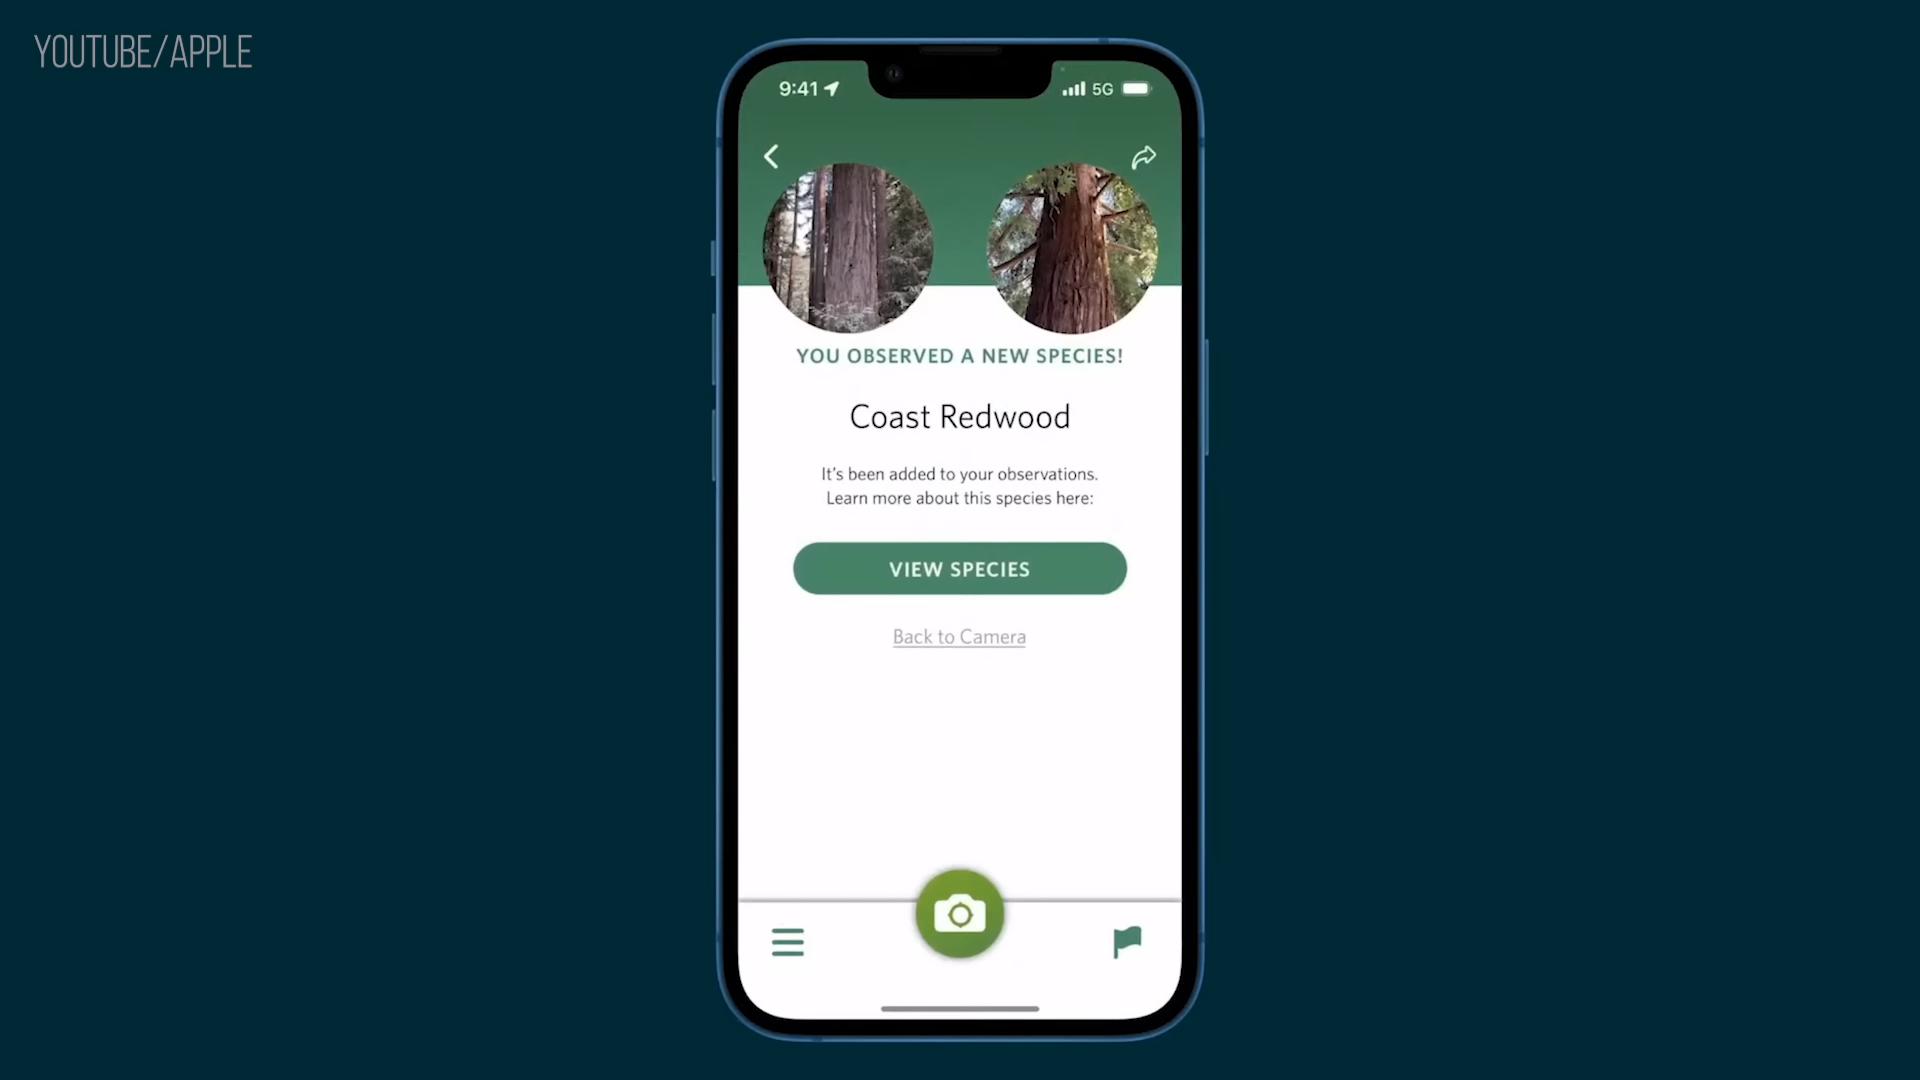 YOUTUBE/APPLE
9:41
5G
YOU OBSERVED A NEW SPECIES!
Coast Redwood
It's been added to your observations.
Learn more about this species here:
VIEW SPECIES
Back to Camera